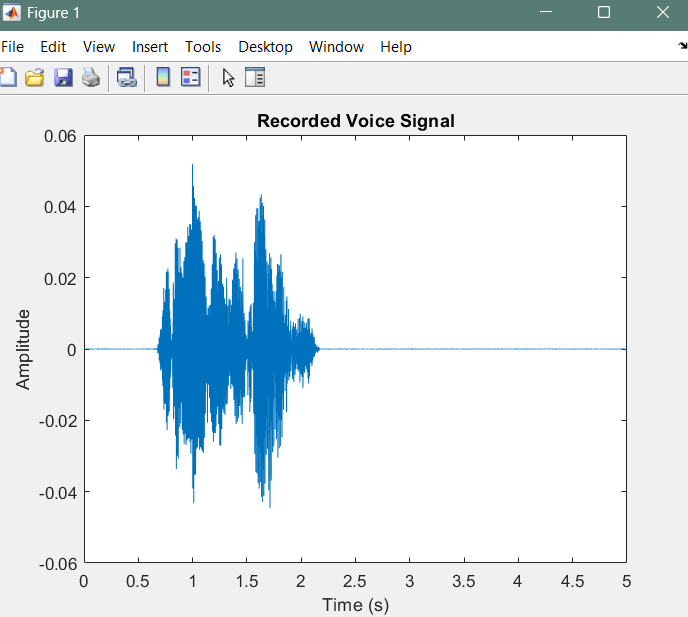 Figure 1
File Edit View Insert Tools Desktop Window Help
Recorded Voice Signal
0.06
0.04
0.02
0
-0.02
-0.04
-0.06
Amplitude
0 0.5 1 1.5 2 2.5 3 3.5 4 4.5 5
Time (s)